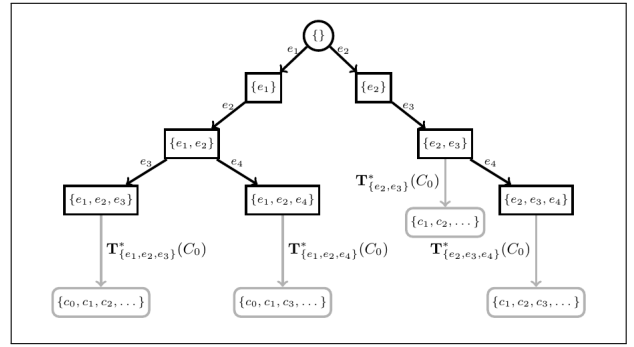 {}
e₁ e₂
{e₁} {e₂}
e₂ e₃
{e₁, e₂} {e₂, e₃}
e₃ e₄ e₄
T*_{{e₂,e₃}}(C₀)
{e₁, e₂, e₃} {e₁, e₂, e₄} {e₂, e₃, e₄}
{c₁, c₂, . . . }
T*_{{e₁,e₂,e₃}}(C₀) T*_{{e₁,e₂,e₄}}(C₀) T*_{{e₂,e₃,e₄}}(C₀)
{c₀, c₁, c₂, . . . } {c₀, c₁, c₃, . . . } {c₁, c₂, c₃, . . . }